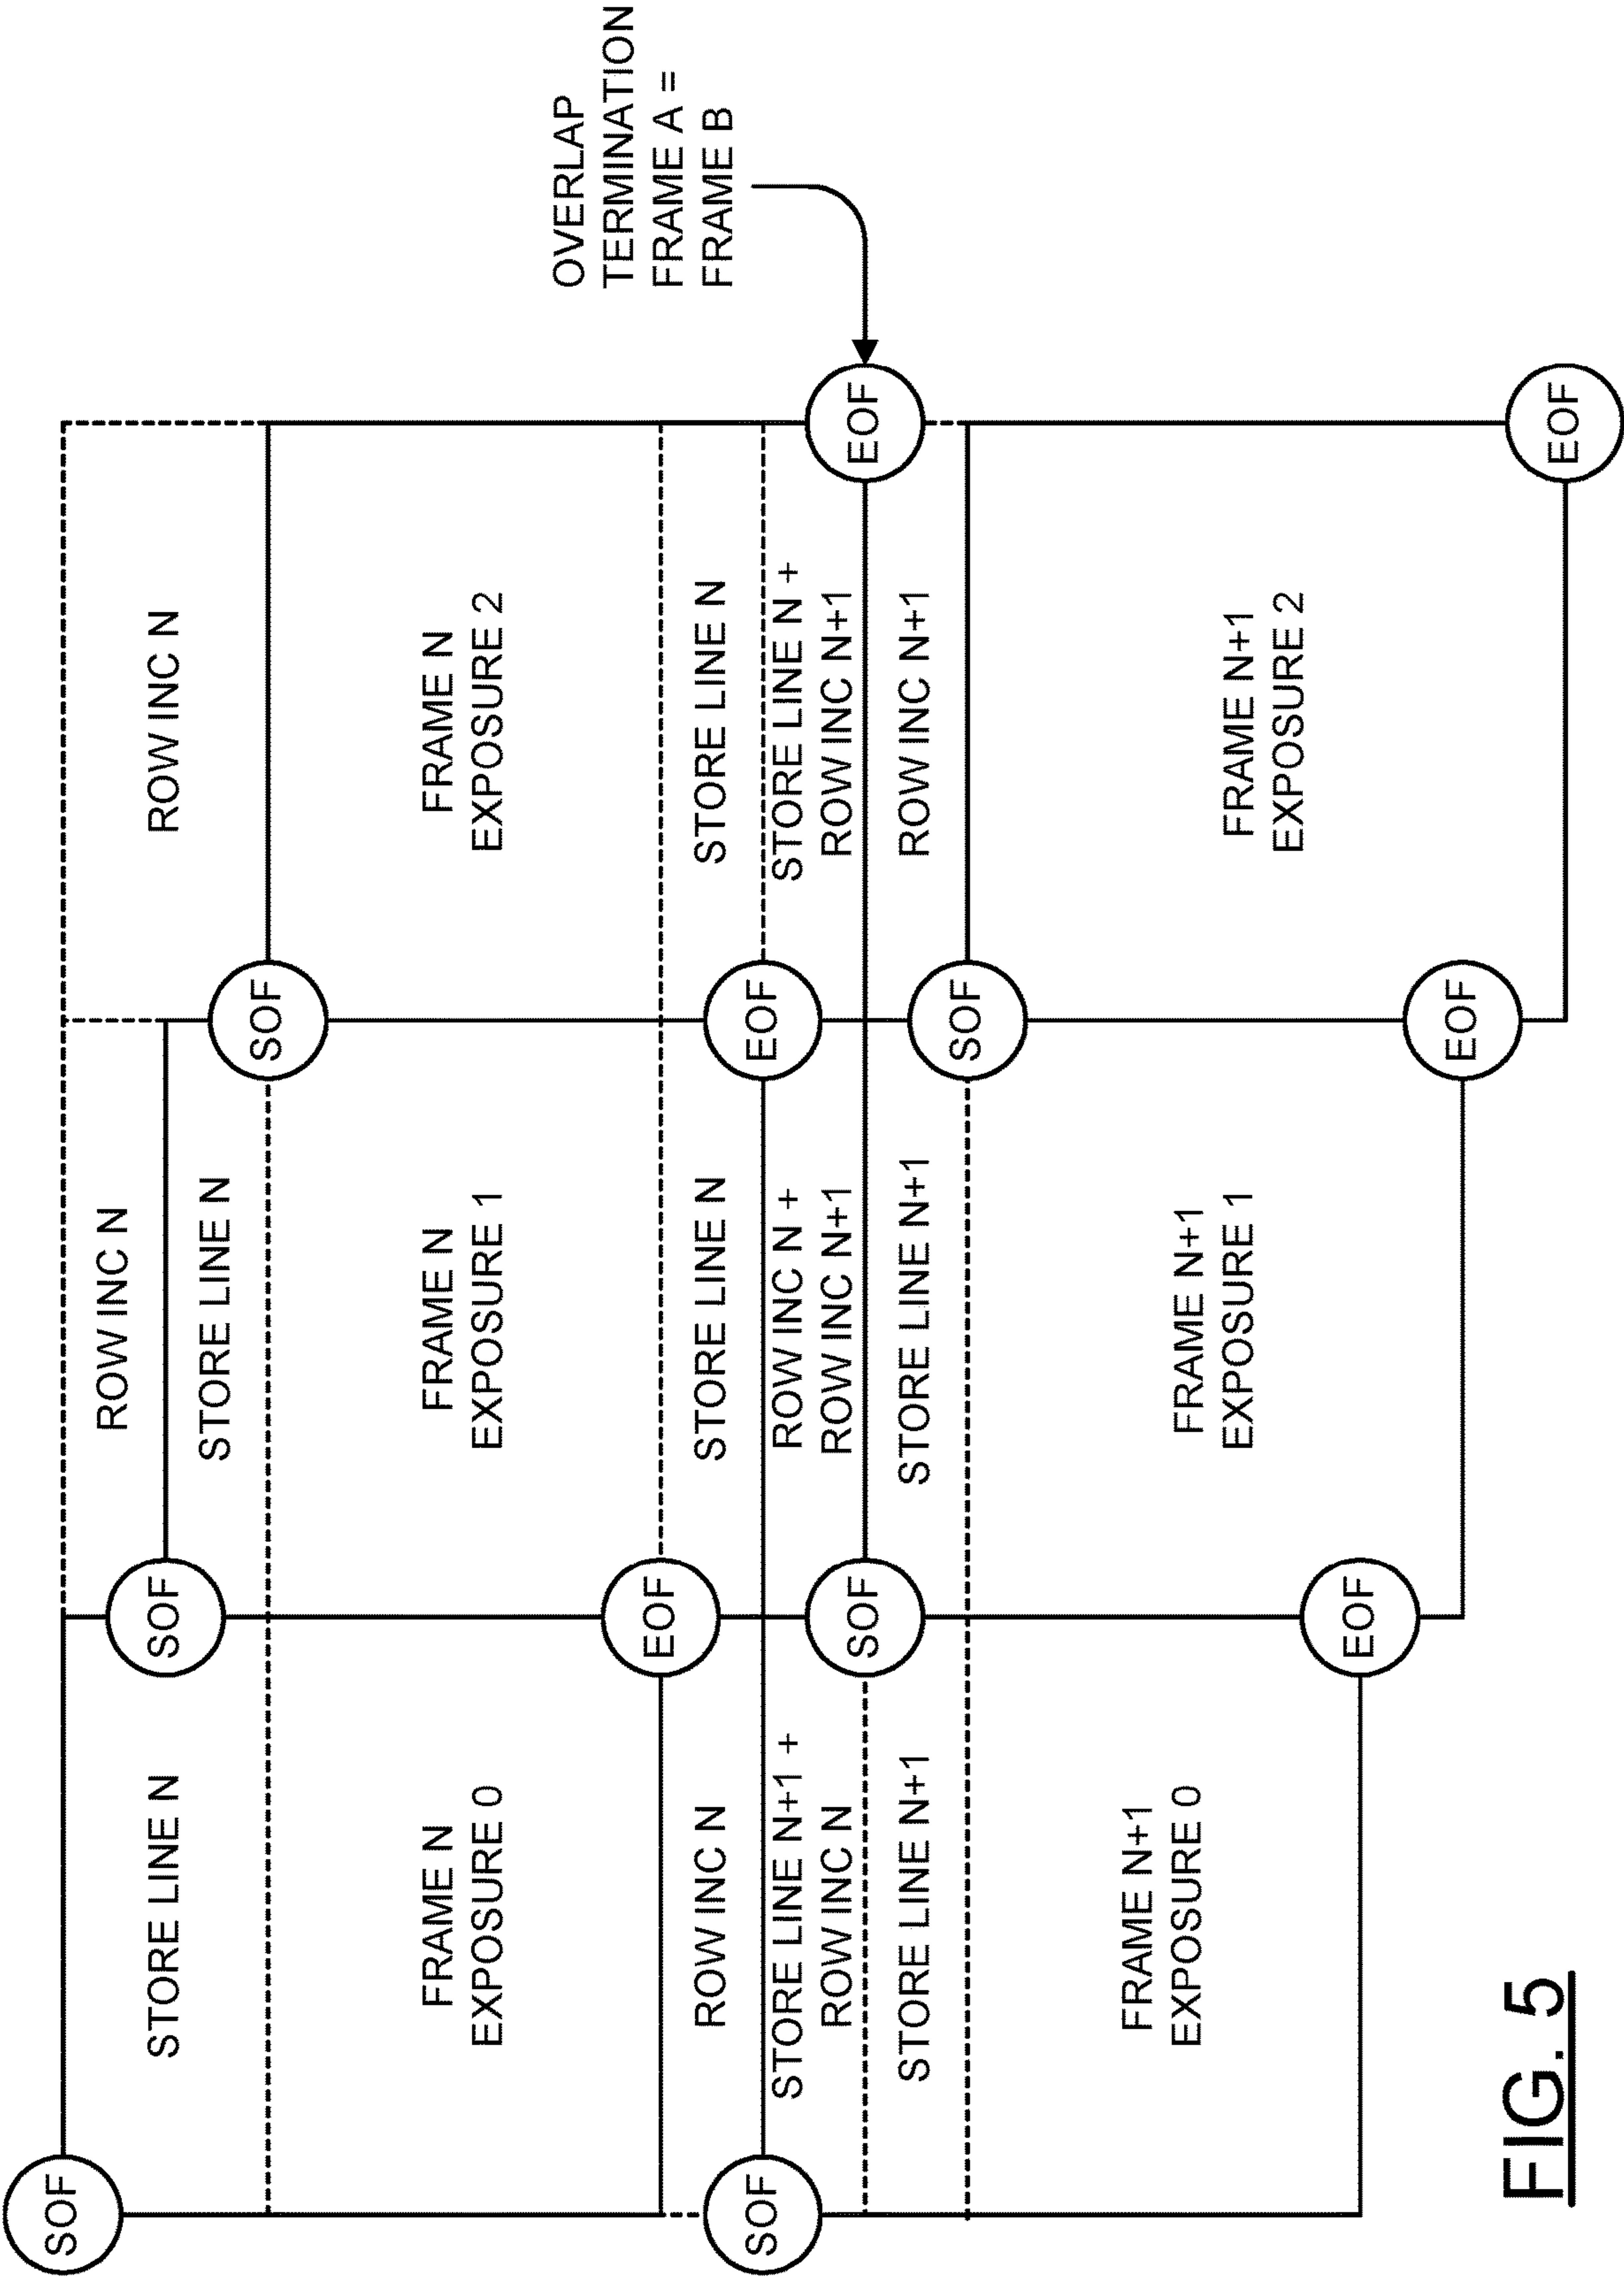 SOF
ROW INC N
STORE LINE N
ROW INC N
SOF
STORE LINE N
SOF
FRAME N
EXPOSURE 0
FRAME N
EXPOSURE 1
FRAME N
EXPOSURE 2
OVERLAP
TERMINATION
FRAME A =
FRAME B
EOF
ROW INC N
STORE LINE N
STORE LINE N
SOF
EOF
STORE LINE N+1 +
ROW INC N
ROW INC N +
ROW INC N+1
STORE LINE N +
ROW INC N+1
SOF
EOF
STORE LINE N+1
STORE LINE N+1
ROW INC N+1
SOF
FRAME N+1
EXPOSURE 0
FRAME N+1
EXPOSURE 1
FRAME N+1
EXPOSURE 2
EOF
EOF
EOF
FIG. 5